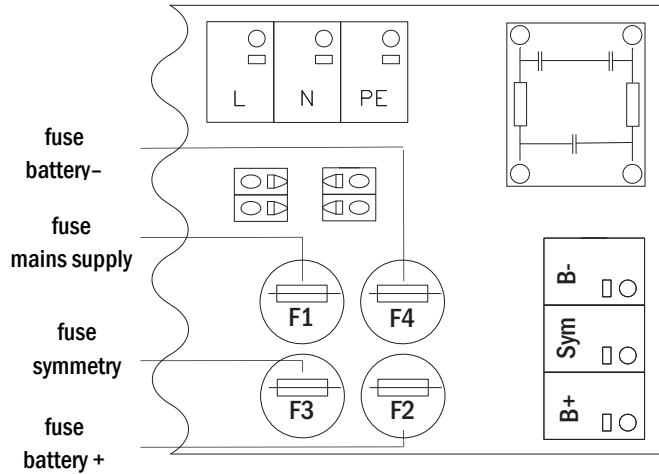 L N PE
fuse
battery–
fuse
mains supply
F1 F4
B-
fuse
symmetry
Sym
F3 F2
B+
fuse
battery +